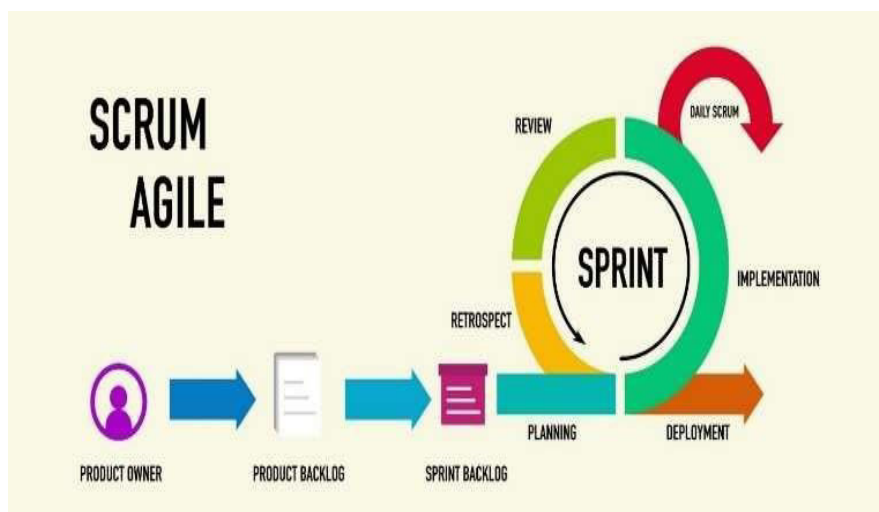 SCRUM
AGILE
REVIEW
DAILY SCRUM
SPRINT
IMPLEMENTATION
RETROSPECT
PLANNING
DEPLOYMENT
PRODUCT OWNER
PRODUCT BACKLOG
SPRINT BACKLOG